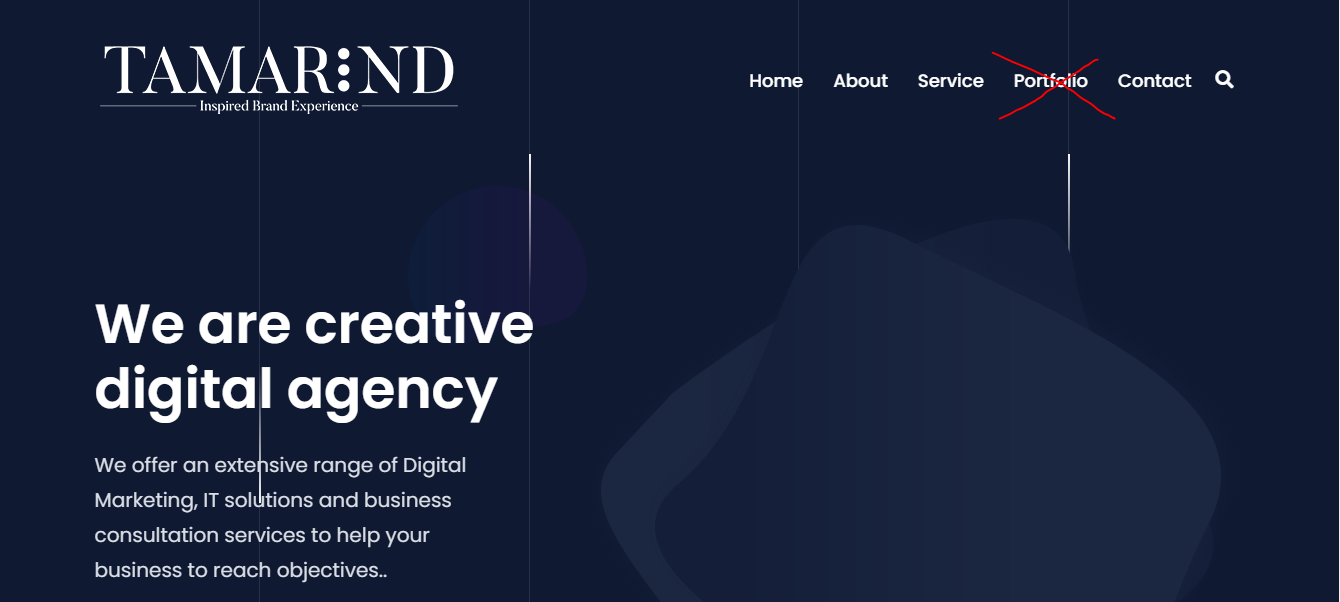 TAMARIND
Inspired Brand Experience
Home About Service Portfolio Contact
We are creative
digital agency
We offer an extensive range of Digital
Marketing, IT solutions and business
consultation services to help your
business to reach objectives..